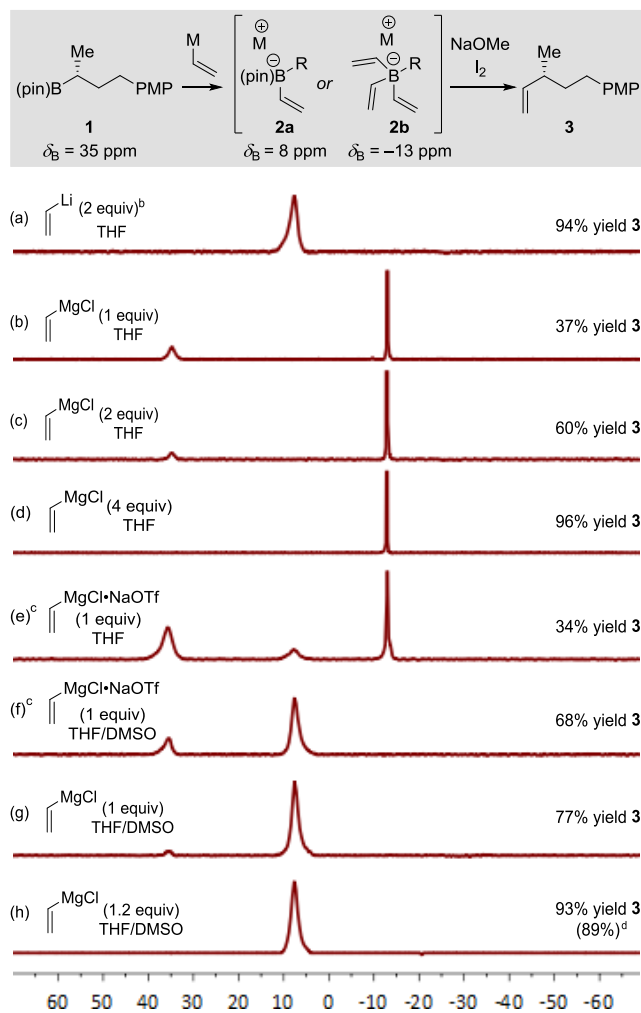 Me
M
M
M
NaOMe
I2
Me
(pin)B
PMP
(pin)B
R
or
B
R
PMP
1
2a
2b
3
δB = 35 ppm
δB = 8 ppm
δB = –13 ppm
(a) Li (2 equiv)b
THF
94% yield 3
(b) MgCl (1 equiv)
THF
37% yield 3
(c) MgCl (2 equiv)
THF
60% yield 3
(d) MgCl (4 equiv)
THF
96% yield 3
(e)c MgCl•NaOTf
(1 equiv)
THF
34% yield 3
(f)c MgCl•NaOTf
(1 equiv)
THF/DMSO
68% yield 3
(g) MgCl (1 equiv)
THF/DMSO
77% yield 3
(h) MgCl (1.2 equiv)
THF/DMSO
93% yield 3
(89%)d
60 50 40 30 20 10 0 -10 -20 -30 -40 -50 -60